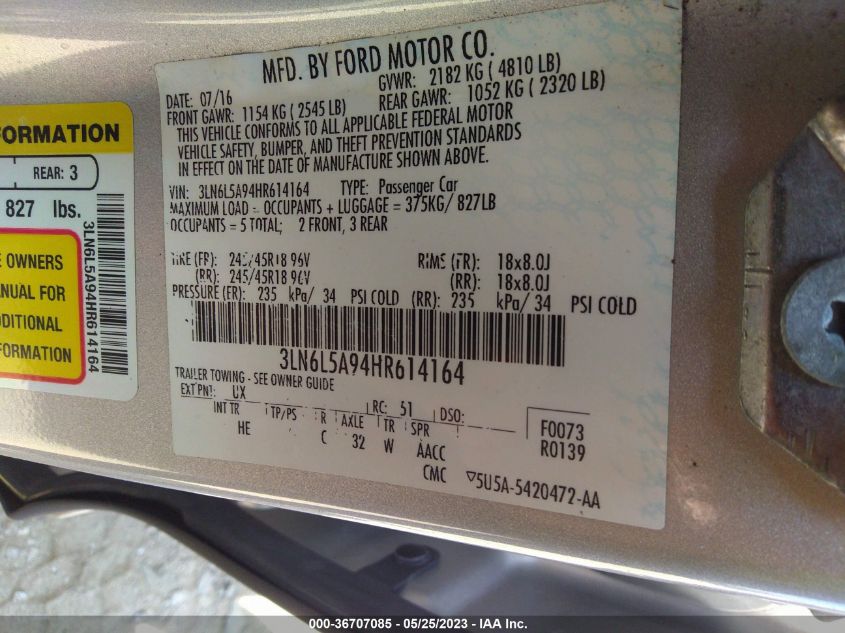 MFD. BY FORD MOTOR CO.
DATE: 07/16 GVWR: 2182 KG ( 4810 LB)
FRONT GAWR: 1154 KG ( 2545 LB) REAR GAWR: 1052 KG ( 2320 LB)
THIS VEHICLE CONFORMS TO ALL APPLICABLE FEDERAL MOTOR
VEHICLE SAFETY, BUMPER, AND THEFT PREVENTION STANDARDS
IN EFFECT ON THE DATE OF MANUFACTURE SHOWN ABOVE.
VIN: 3LN6L5A94HR614164 TYPE: Passenger Car
MAXIMUM LOAD = OCCUPANTS + LUGGAGE = 375KG/ 827LB
OCCUPANTS = 5 TOTAL; 2 FRONT, 3 REAR
TIRE (FR): 245/45R18 96V RIMS (FR): 18x8.0J
(RR): 245/45R18 96V (RR): 18x8.0J
PRESSURE (FR): 235 kPa/ 34 PSI COLD (RR): 235 kPa/ 34 PSI COLD
3LN6L5A94HR614164
TRAILER TOWING - SEE OWNER GUIDE
EXT PNT: UX RC: 51 DSO:
INT TR TP/PS R AXLE TR SPR F0073
HE C 32 W AACC R0139
CMC ▽5U5A-5420472-AA
FORMATION
REAR: 3
827 lbs.
E OWNERS
ANUAL FOR
DDITIONAL
FORMATION
3LN6L5A94HR614164
000-36707085 - 05/25/2023 - IAA Inc.